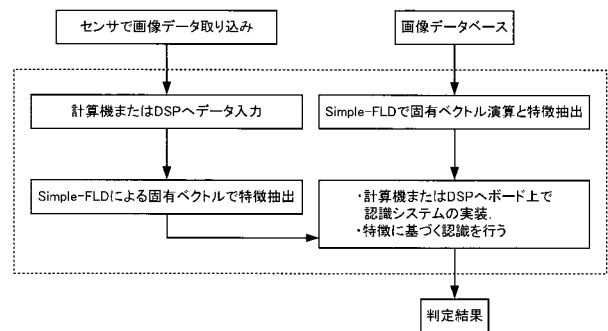 センサで画像データ取り込み
画像データベース
計算機またはDSPへデータ入力
Simple-FLDで固有ベクトル演算と特徴抽出
Simple-FLDによる固有ベクトルで特徴抽出
・計算機またはDSPへボード上で
認識システムの実装.
・特徴に基づく認識を行う
判定結果